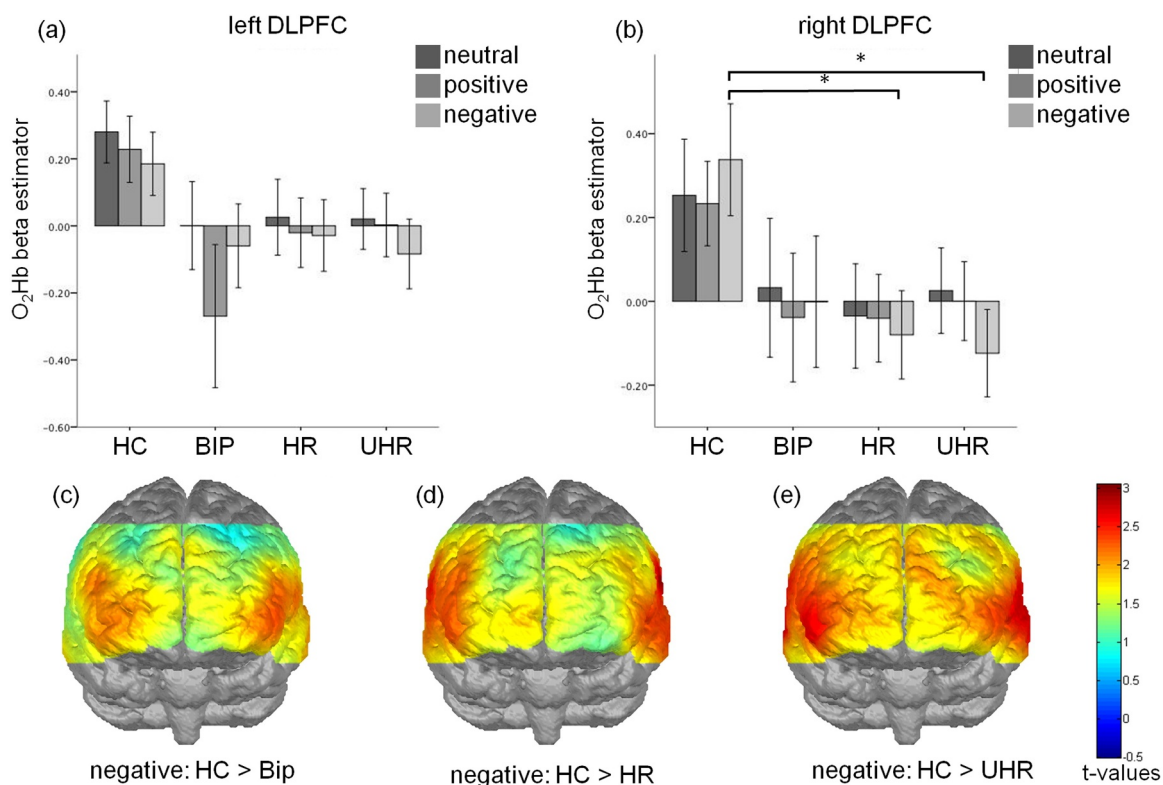 (a) left DLPFC
neutral
positive
negative
O₂Hb beta estimator
0.40
0.20
0.00
-0.20
-0.40
-0.60
HC BIP HR UHR
(b) right DLPFC
neutral
positive
negative
* 
*
O₂Hb beta estimator
0.40
0.20
0.00
-0.20
HC BIP HR UHR
(c)
negative: HC > Bip
(d)
negative: HC > HR
(e)
negative: HC > UHR
3
2.5
2
1.5
1
0.5
0
-0.5
t-values